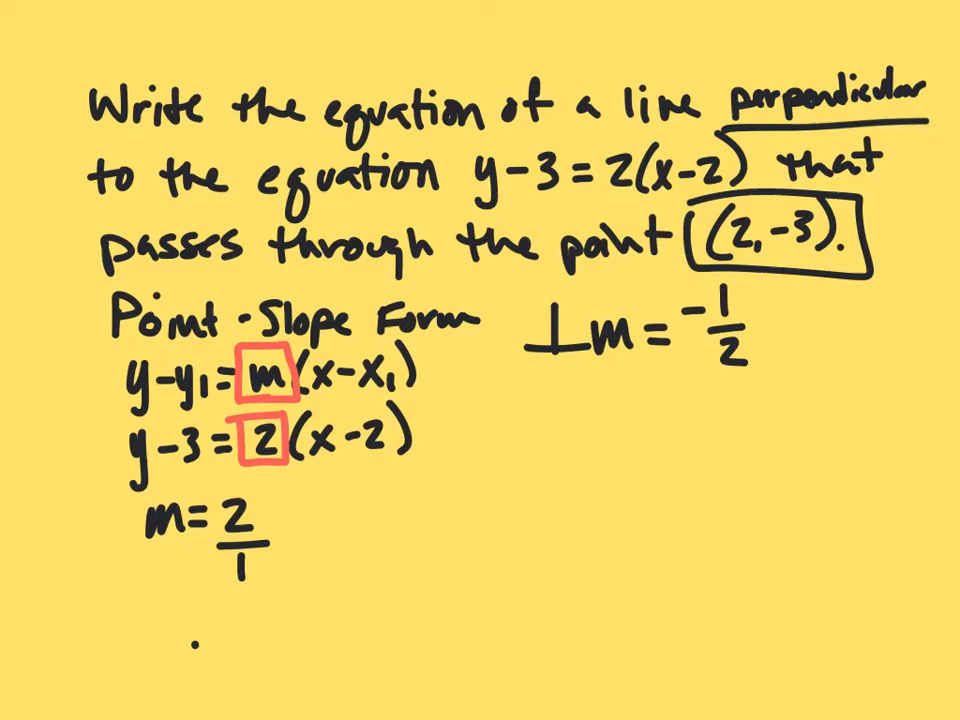 Write the equation of a line perpendicular
to the equation y-3=2(x-2) that
passes through the point (2,-3).
Point-Slope Form
y-y₁=m(x-x₁)
y-3=2(x-2)
m=2/1
⊥m=-1/2